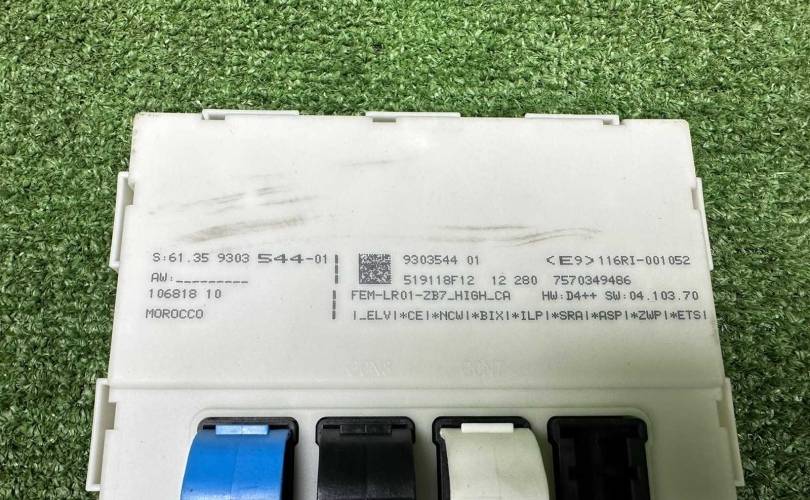 S:61.35 9303 544-01
AW:_________
106818 10
MOROCCO
9303544 01 <E9>116RI-001052
519118F12 12 280 7570349486
FEM-LR01-ZB7_HIGH_CA HW:D4++ SW:04.103.70
|_ELV|*CE|*NCW|*BIX|*ILP|*SRA|*ASP|*ZWP|*ETS|